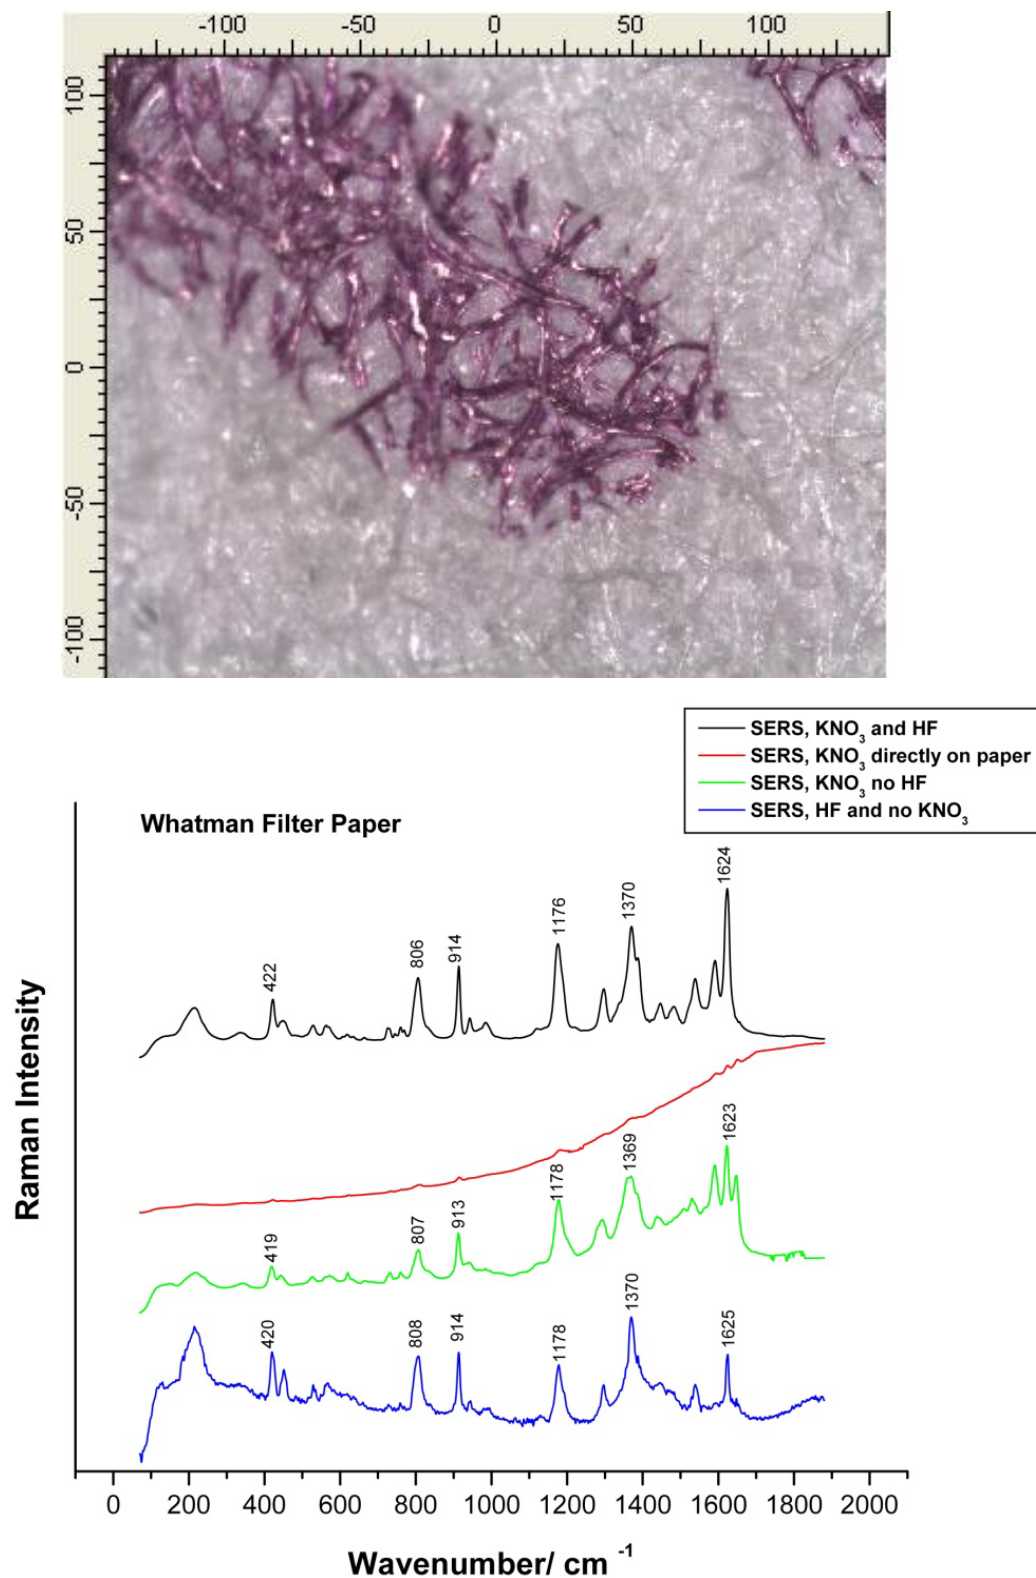 -100 -50 0 50 100
100
50
0
-50
-100
SERS, KNO₃ and HF
SERS, KNO₃ directly on paper
SERS, KNO₃ no HF
SERS, HF and no KNO₃
Whatman Filter Paper
422 806 914 1176 1370 1624
419 807 913 1178 1369 1623
420 808 914 1178 1370 1625
Raman Intensity
0 200 400 600 800 1000 1200 1400 1600 1800 2000
Wavenumber/ cm ⁻¹